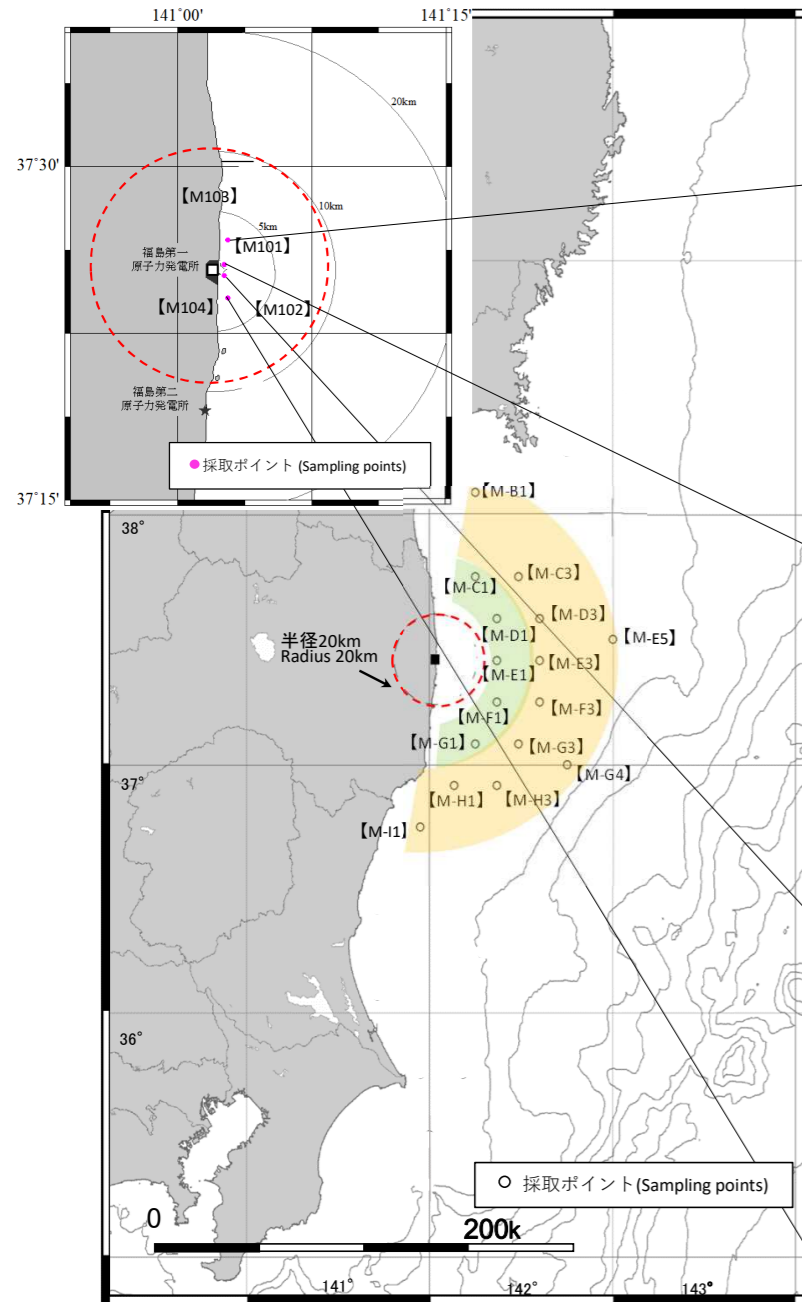 141°00'
141°15'
20km
37°30'
【M103】
10km
5km
【M101】
福島第一
原子力発電所
【M104】
【M102】
福島第二
原子力発電所
採取ポイント (Sampling points)
37°15'
【M-B1】
38°
【M-C1】
【M-C3】
【M-D3】
【M-D1】
半径20km
Radius 20km
【M-E5】
【M-E3】
【M-E1】
【M-F3】
【M-F1】
【M-G1】
【M-G3】
37°
【M-G4】
【M-H1】
【M-H3】
【M-I1】
36°
採取ポイント(Sampling points)
0
200k
141°
142°
143°